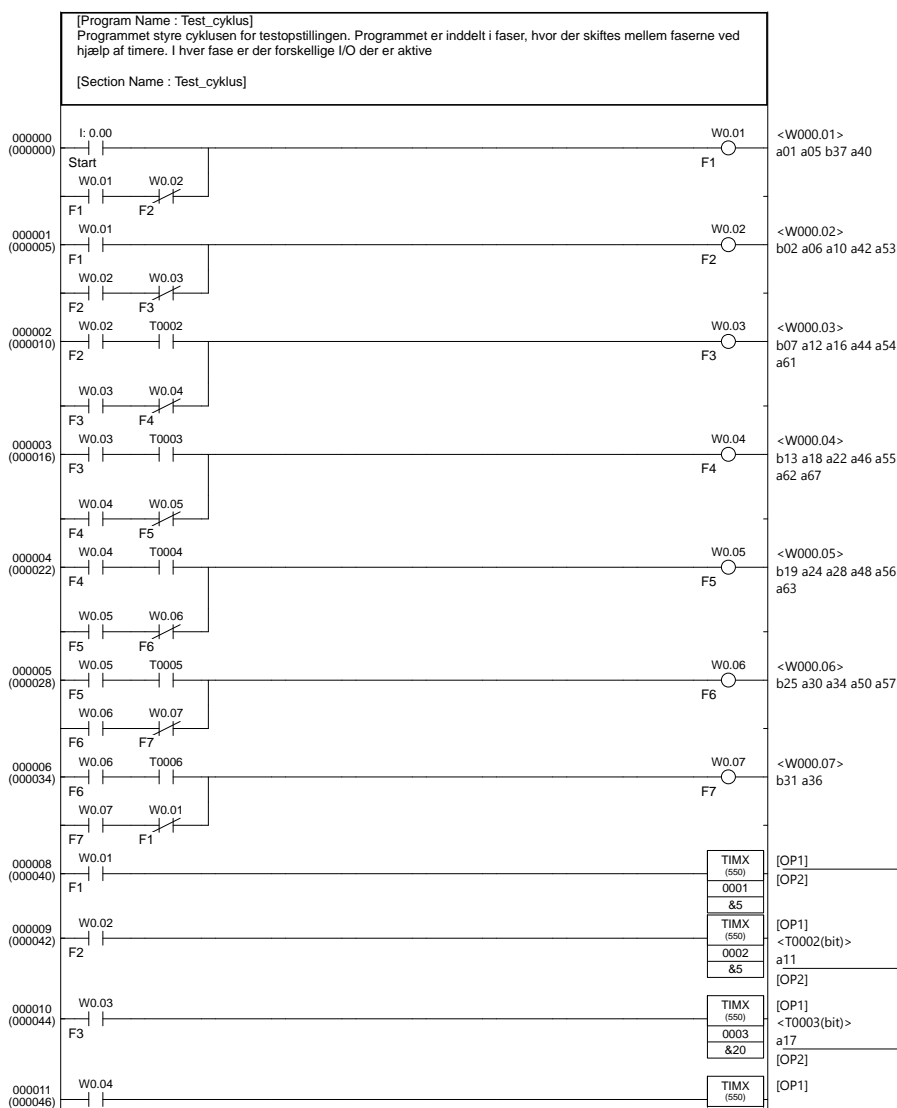 [Program Name : Test_cyklus]
Programmet styre cyklusen for testopstillingen. Programmet er inddelt i faser, hvor der skiftes mellem faserne ved
hjælp af timere. I hver fase er der forskellige I/O der er aktive
[Section Name : Test_cyklus]
000000
(000000)
I: 0.00
Start
W0.01
F1
<W000.01>
a01 a05 b37 a40
W0.01 W0.02
F1 F2
000001
(000005)
W0.01
F1
W0.02
F2
<W000.02>
b02 a06 a10 a42 a53
W0.02 W0.03
F2 F3
000002
(000010)
W0.02 T0002
F2
W0.03
F3
<W000.03>
b07 a12 a16 a44 a54
a61
W0.03 W0.04
F3 F4
000003
(000016)
W0.03 T0003
F3
W0.04
F4
<W000.04>
b13 a18 a22 a46 a55
a62 a67
W0.04 W0.05
F4 F5
000004
(000022)
W0.04 T0004
F4
W0.05
F5
<W000.05>
b19 a24 a28 a48 a56
a63
W0.05 W0.06
F5 F6
000005
(000028)
W0.05 T0005
F5
W0.06
F6
<W000.06>
b25 a30 a34 a50 a57
W0.06 W0.07
F6 F7
000006
(000034)
W0.06 T0006
F6
W0.07
F7
<W000.07>
b31 a36
W0.07 W0.01
F7 F1
000008
(000040)
W0.01
F1
TIMX
(550)
0001
&5
[OP1]
[OP2]
000009
(000042)
W0.02
F2
TIMX
(550)
0002
&5
[OP1]
<T0002(bit)>
a11
[OP2]
000010
(000044)
W0.03
F3
TIMX
(550)
0003
&20
[OP1]
<T0003(bit)>
a17
[OP2]
000011
(000046)
W0.04
TIMX
(550)
[OP1]